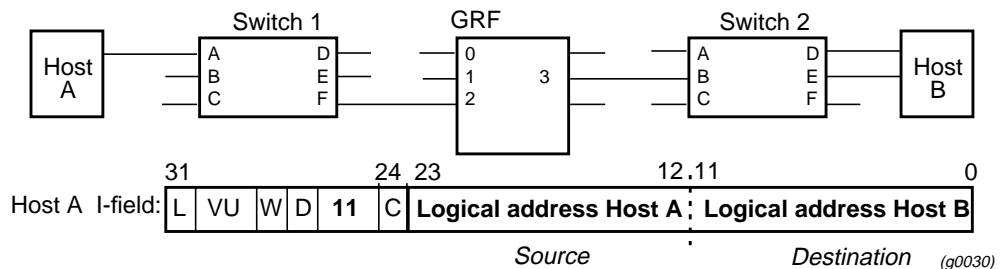 Switch 1 GRF Switch 2
Host A
A D
B E
C F
0
1 3
2
A D
B E
C F
Host B
31 24 23 12 11 0
Host A I-field: L VU W D 11 C Logical address Host A Logical address Host B
Source Destination (g0030)